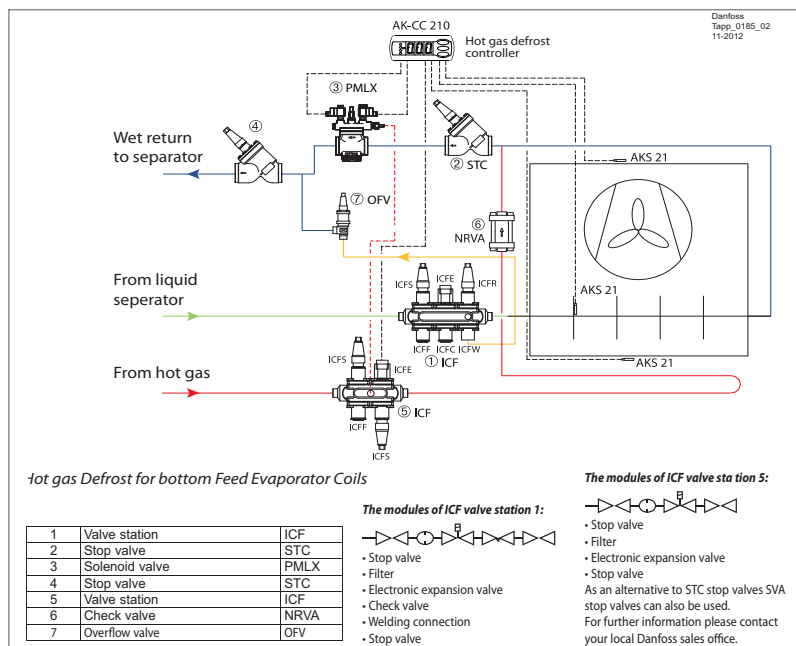 Danfoss
Tapp_0185_02
11-2012
AK-CC 210
Hot gas defrost
controller
③ PMLX
④
Wet return
to separator
② STC
AKS 21
⑦ OFV
⑥
NRVA
From liquid
seperator
ICFS
ICFE
ICFR
AKS 21
ICFF
ICFC
ICFW
① ICF
AKS 21
ICFS
ICFE
From hot gas
⑤ ICF
ICFF
ICFS
Hot gas Defrost for bottom Feed Evaporator Coils
1 Valve station ICF
2 Stop valve STC
3 Solenoid valve PMLX
4 Stop valve STC
5 Valve station ICF
6 Check valve NRVA
7 Overflow valve OFV
The modules of ICF valve station 1:
• Stop valve
• Filter
• Electronic expansion valve
• Check valve
• Welding connection
• Stop valve
The modules of ICF valve sta tion 5:
• Stop valve
• Filter
• Electronic expansion valve
• Stop valve
As an alternative to STC stop valves SVA
stop valves can also be used.
For further information please contact
your local Danfoss sales office.